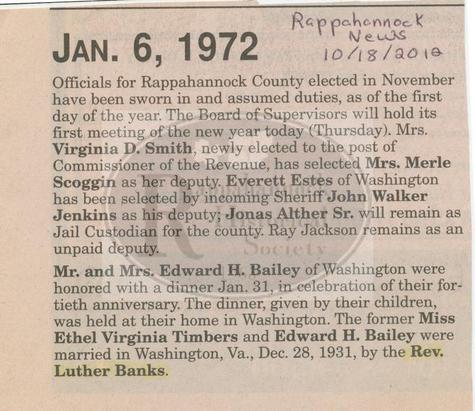 Rappahannock
News
10/18/2012
JAN. 6, 1972
Officials for Rappahannock County elected in November
have been sworn in and assumed duties, as of the first
day of the year. The Board of Supervisors will hold its
first meeting of the new year today (Thursday). Mrs.
Virginia D. Smith, newly elected to the post of
Commissioner of the Revenue, has selected Mrs. Merle
Scoggin as her deputy. Everett Estes of Washington
has been selected by incoming Sheriff John Walker
Jenkins as his deputy; Jonas Alther Sr. will remain as
Jail Custodian for the county. Ray Jackson remains as an
unpaid deputy.
Mr. and Mrs. Edward H. Bailey of Washington were
honored with a dinner Jan. 31, in celebration of their for-
tieth anniversary. The dinner, given by their children,
was held at their home in Washington. The former Miss
Ethel Virginia Timbers and Edward H. Bailey were
married in Washington, Va., Dec. 28, 1931, by the Rev.
Luther Banks.
Society